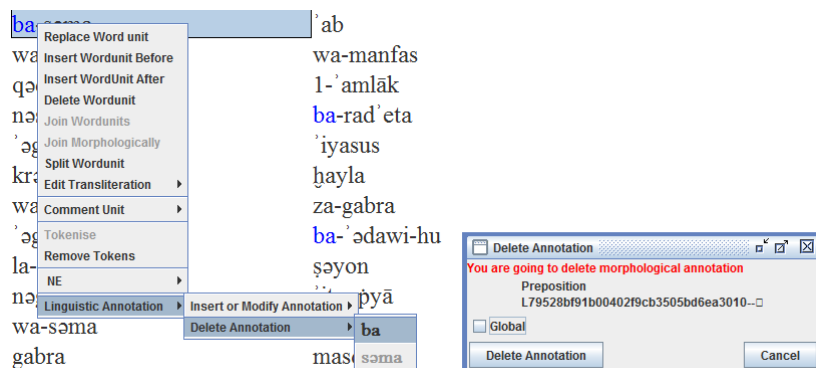 ba-səma
wa-səma
gabra
Replace Word unit
Insert Wordunit Before
Insert WordUnit After
Delete Wordunit
Join Wordunits
Join Morphologically
Split Wordunit
Edit Transliteration
Comment Unit
Tokenise
Remove Tokens
NE
Linguistic Annotation
Insert or Modify Annotation
Delete Annotation
ba
səma
ʾab
wa-manfas
1-ʾamlāk
ba-radʾeta
ʾiyasus
ḫayla
za-gabra
ba-ʾədawi-hu
ṣəyon
Delete Annotation
You are going to delete morphological annotation
Preposition
L79528bf91b00402f9cb3505bd6ea3010--□
Global
Delete Annotation
Cancel